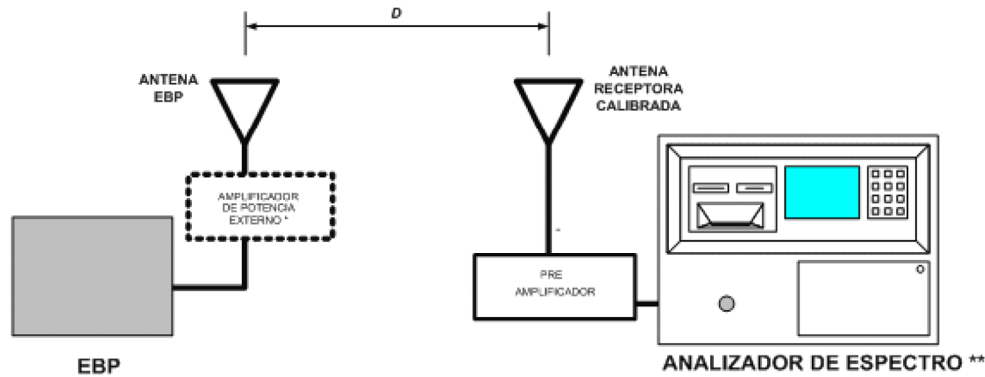 D
ANTENA
EBP
ANTENA
RECEPTORA
CALIBRADA
AMPLIFICADOR
DE POTENCIA
EXTERNO *
PRE
AMPLIFICADOR
EBP
ANALIZADOR DE ESPECTRO **